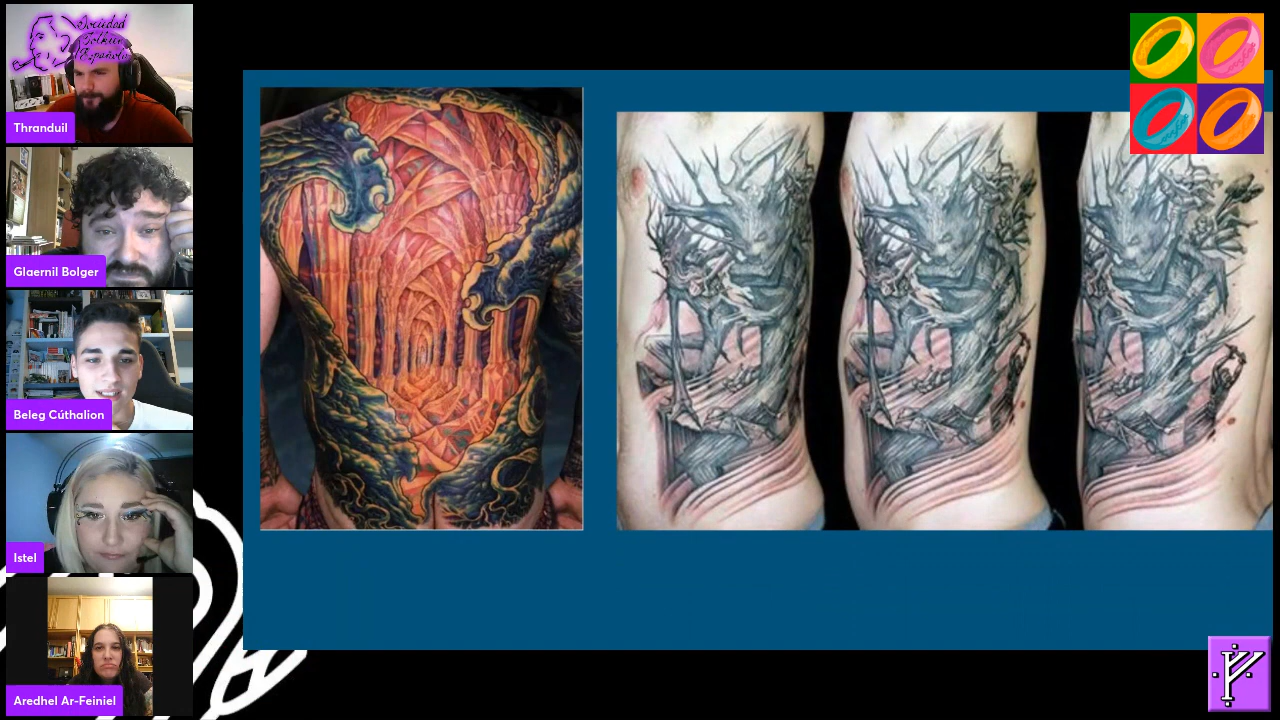 Sociedad
Tolkien
Española
Thranduil
Glaernil Bolger
Beleg Cúthalion
Istel
Aredhel Ar-Feiniel